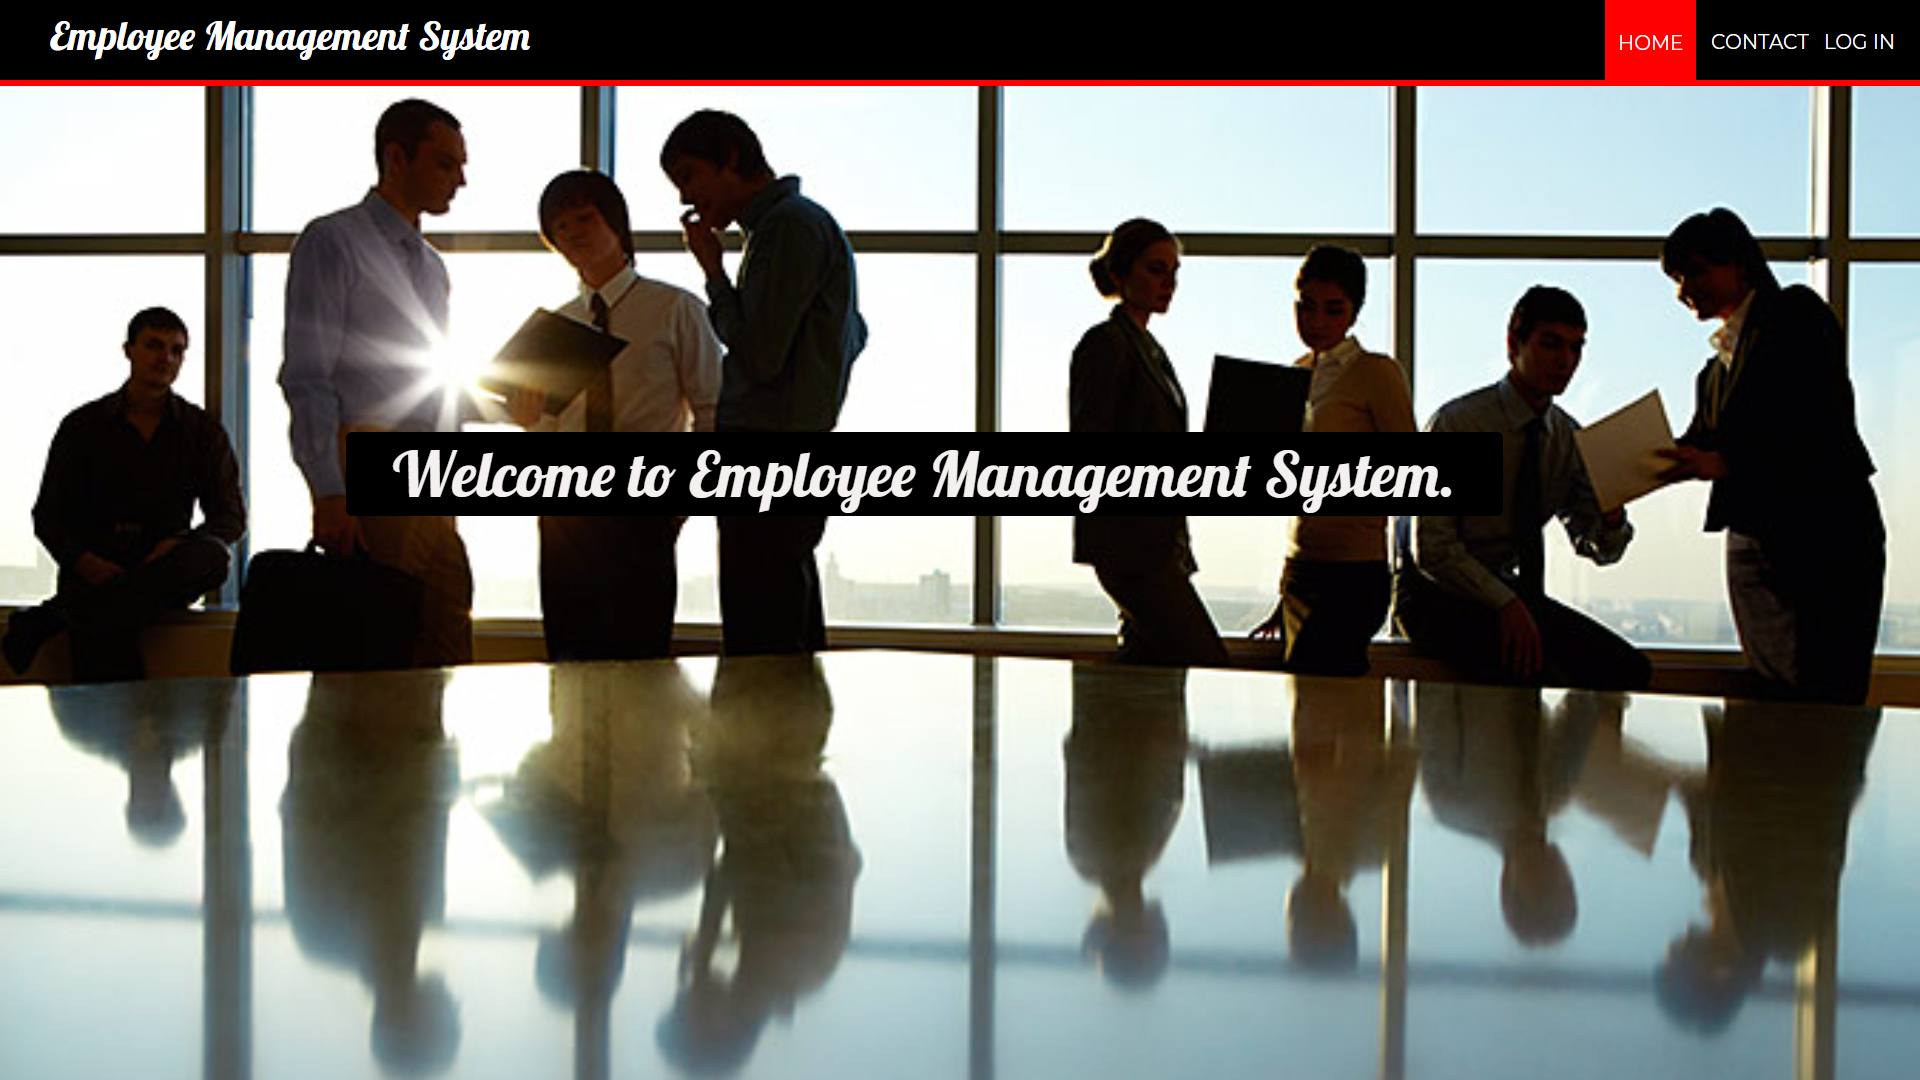 Employee Management System
HOME
CONTACT
LOG IN
Welcome to Employee Management System.